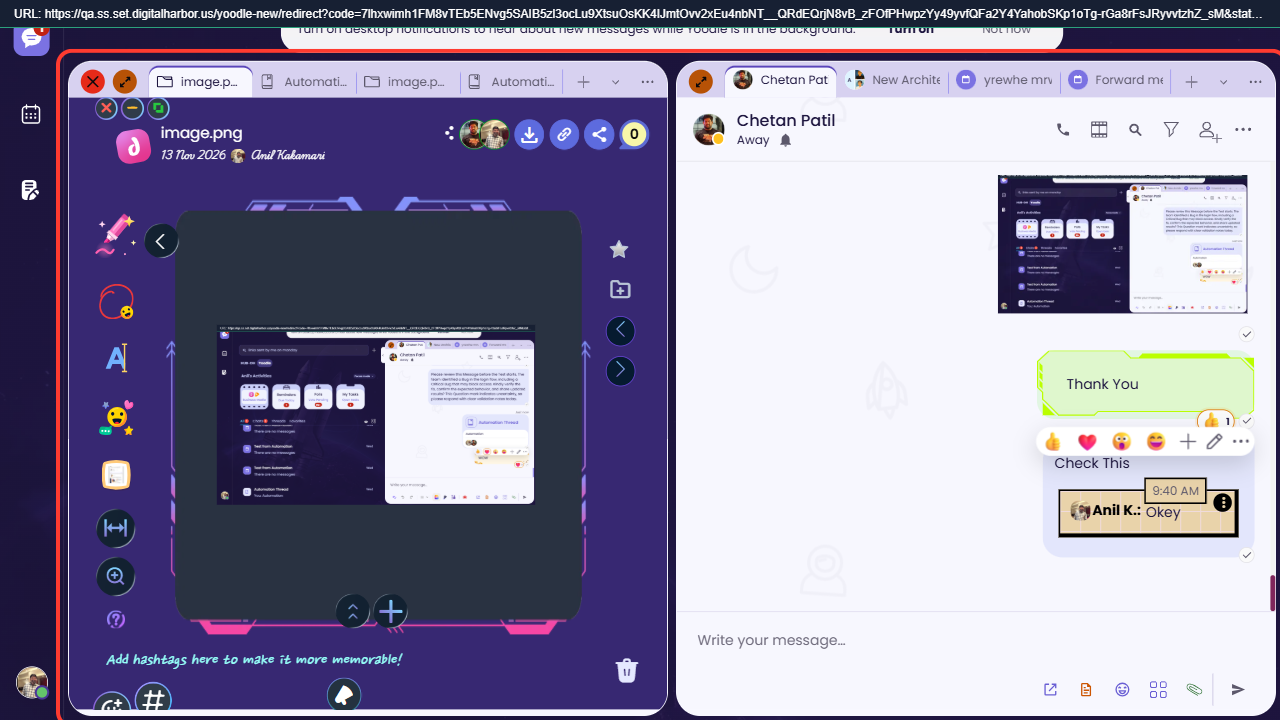 URL: https://qa.ss.set.digitalharbor.us/yoodle-new/redirect?code=7Ihxwimh1FM8vTEb5ENvg5SAIB5zI3ocLu9XtsuOsKK4IJmtOvv2xEu4nbNT__QRdEQrjN8vB_zFOfPHwpzYy49yvfQFa2Y4YahobSKp1oTg-rGa8rFsJRyvvtzhZ_sM&stat...
Turn on desktop notifications to hear about new messages while Yoodle is in the background. Turn on Not now
image.p... Automati... image.p... Automati...
Chetan Pat New Archite yrewhe mrv Forward me
image.png
13 Nov 2026 Anil Kakamari
0
Chetan Patil
Away
Thank You
1
Check This
9:40 AM
Anil K.: Okey
Add hashtags here to make it more memorable!
Write your message...